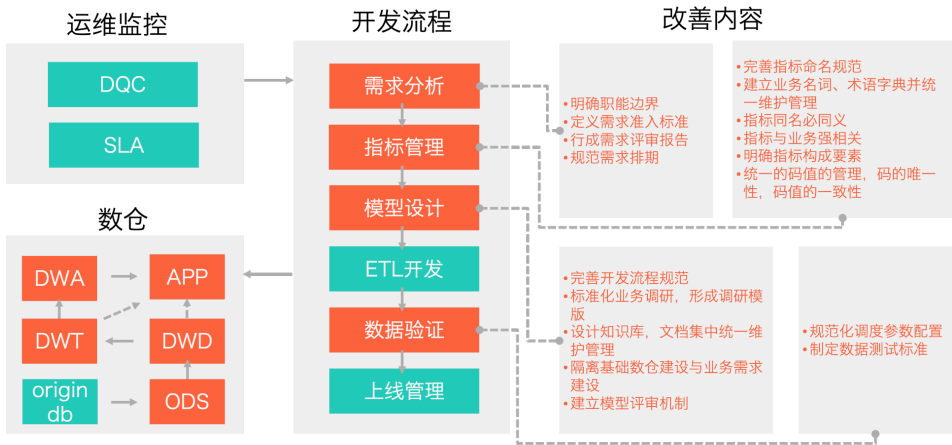 运维监控
DQC
SLA
数仓
DWA
APP
DWT
DWD
origin
db
ODS
开发流程
需求分析
指标管理
模型设计
ETL开发
数据验证
上线管理
改善内容
•明确职能边界
•定义需求准入标准
•行成需求评审报告
•规范需求排期
•完善指标命名规范
•建立业务名词、术语字典并统
一维护管理
•指标同名必同义
•指标与业务强相关
•明确指标构成要素
•统一的码值的管理，码的唯一
性，码值的一致性
•完善开发流程规范
•标准化业务调研，形成调研模
版
•设计知识库，文档集中统一维
护管理
•隔离基础数仓建设与业务需求
建设
•建立模型评审机制
•规范化调度参数配置
•制定数据测试标准